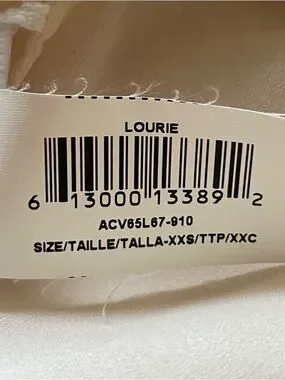 LOURIE
6 13000 13389 2
ACV65L67-910
SIZE/TAILLE/TALLA-XXS/TTP/XXC